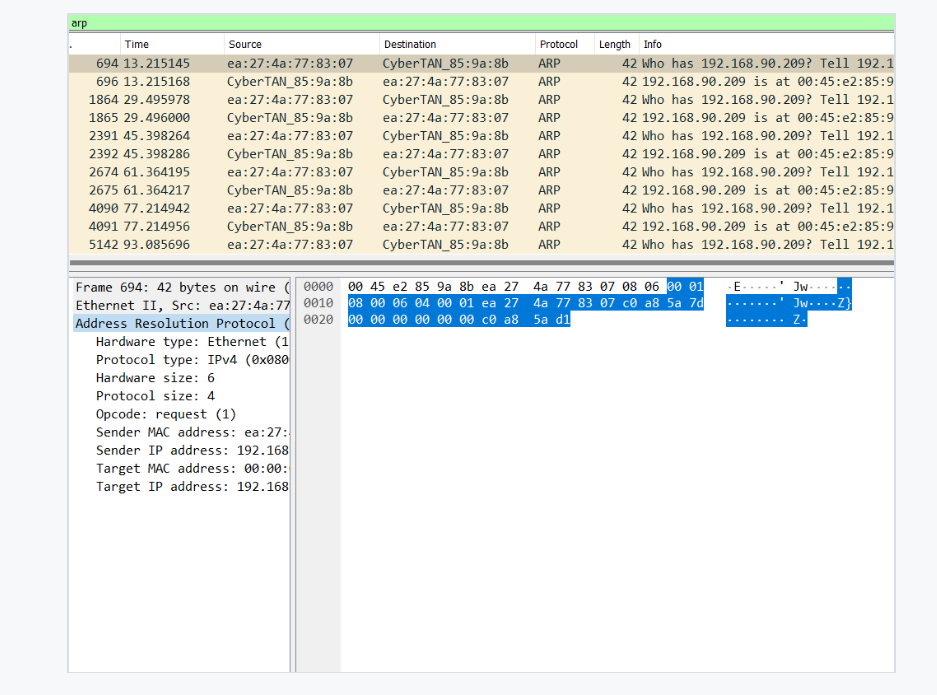 arp
. Time Source Destination Protocol Length Info
694 13.215145 ea:27:4a:77:83:07 CyberTAN_85:9a:8b ARP 42 Who has 192.168.90.209? Tell 192.1
696 13.215168 CyberTAN_85:9a:8b ea:27:4a:77:83:07 ARP 42 192.168.90.209 is at 00:45:e2:85:9
1864 29.495978 ea:27:4a:77:83:07 CyberTAN_85:9a:8b ARP 42 Who has 192.168.90.209? Tell 192.1
1865 29.496000 CyberTAN_85:9a:8b ea:27:4a:77:83:07 ARP 42 192.168.90.209 is at 00:45:e2:85:9
2391 45.398264 ea:27:4a:77:83:07 CyberTAN_85:9a:8b ARP 42 Who has 192.168.90.209? Tell 192.1
2392 45.398286 CyberTAN_85:9a:8b ea:27:4a:77:83:07 ARP 42 192.168.90.209 is at 00:45:e2:85:9
2674 61.364195 ea:27:4a:77:83:07 CyberTAN_85:9a:8b ARP 42 Who has 192.168.90.209? Tell 192.1
2675 61.364217 CyberTAN_85:9a:8b ea:27:4a:77:83:07 ARP 42 192.168.90.209 is at 00:45:e2:85:9
4090 77.214942 ea:27:4a:77:83:07 CyberTAN_85:9a:8b ARP 42 Who has 192.168.90.209? Tell 192.1
4091 77.214956 CyberTAN_85:9a:8b ea:27:4a:77:83:07 ARP 42 192.168.90.209 is at 00:45:e2:85:9
5142 93.085696 ea:27:4a:77:83:07 CyberTAN_85:9a:8b ARP 42 Who has 192.168.90.209? Tell 192.1
Frame 694: 42 bytes on wire (
Ethernet II, Src: ea:27:4a:77
Address Resolution Protocol (
Hardware type: Ethernet (1
Protocol type: IPv4 (0x080
Hardware size: 6
Protocol size: 4
Opcode: request (1)
Sender MAC address: ea:27:
Sender IP address: 192.168
Target MAC address: 00:00:
Target IP address: 192.168
0000 00 45 e2 85 9a 8b ea 27 4a 77 83 07 08 06 00 01 ·E·····' Jw······
0010 08 00 06 04 00 01 ea 27 4a 77 83 07 c0 a8 5a 7d ·······' Jw····Z}
0020 00 00 00 00 00 00 c0 a8 5a d1 ········ Z·